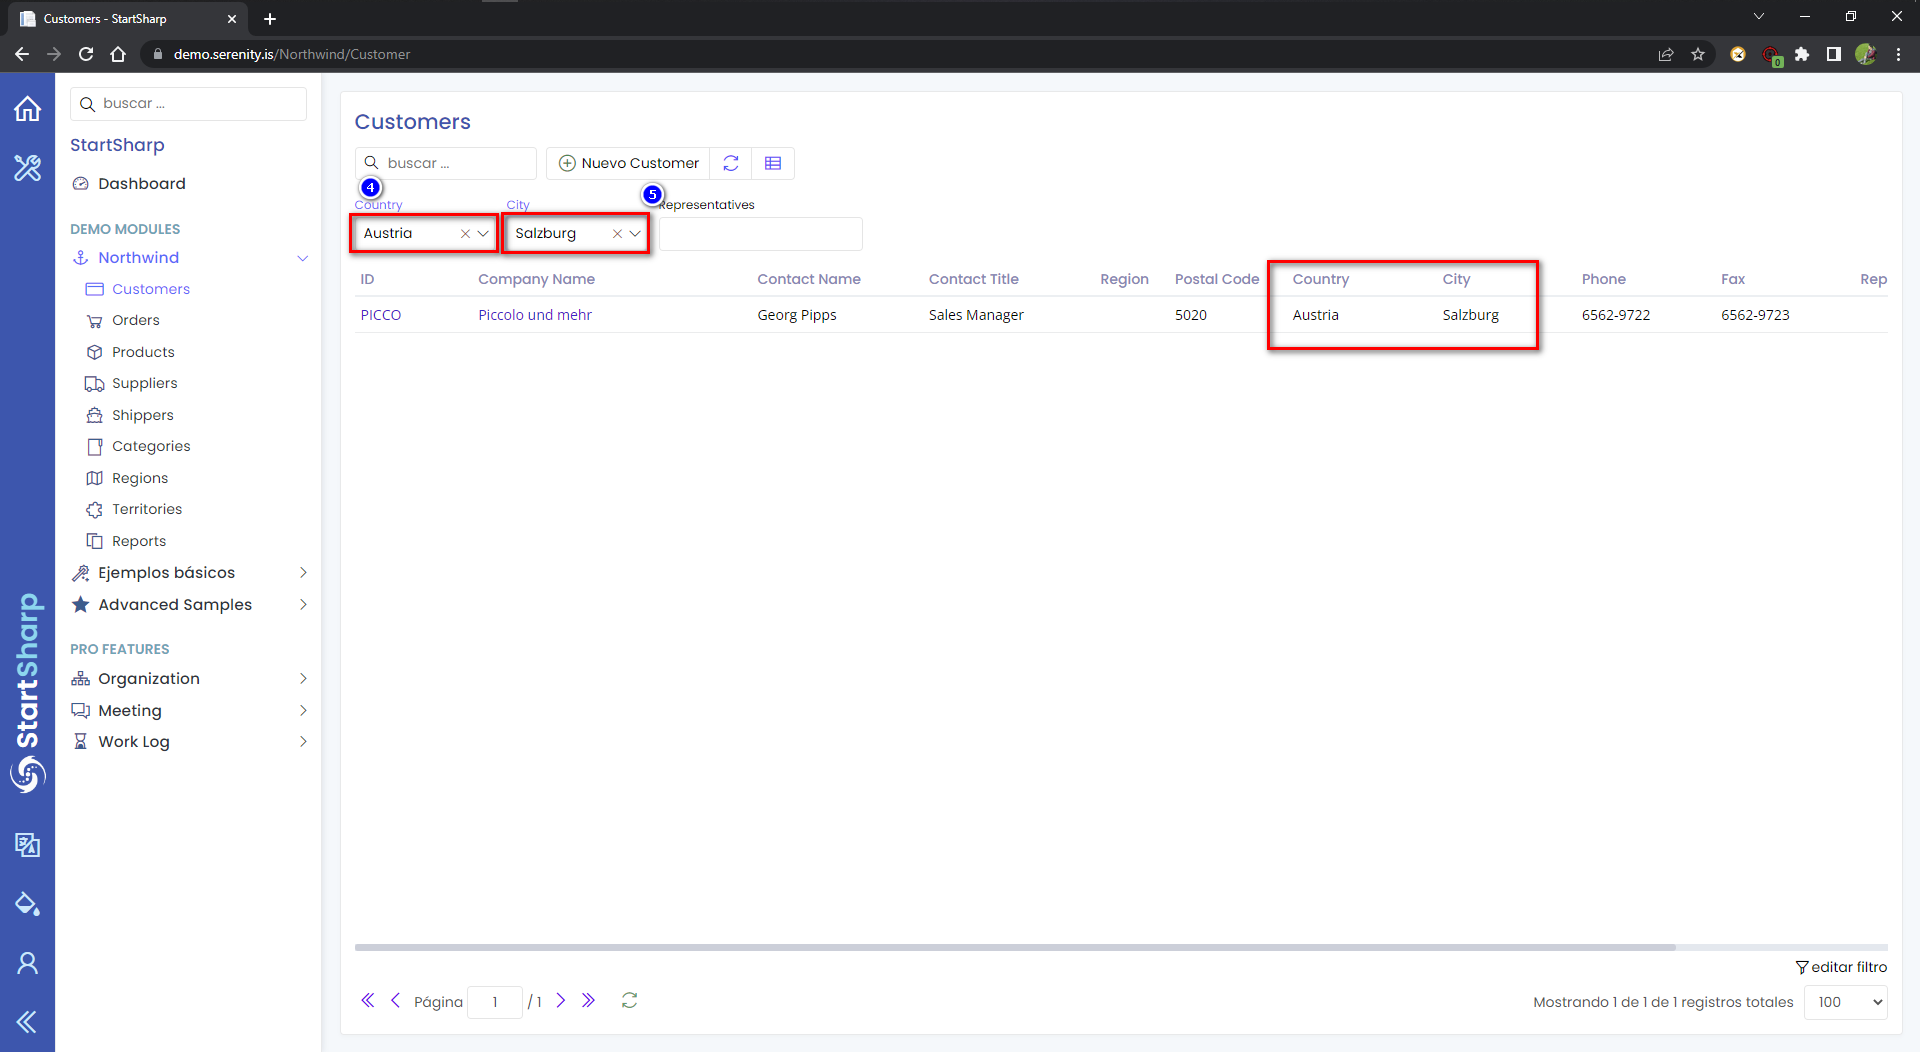 Customers - StartSharp
demo.serenity.is/Northwind/Customer
0
buscar ...
StartSharp
Dashboard
DEMO MODULES
Northwind
Customers
Orders
Products
Suppliers
Shippers
Categories
Regions
Territories
Reports
Ejemplos básicos
Advanced Samples
PRO FEATURES
Organization
Meeting
Work Log
StartSharp
Customers
buscar ...
Nuevo Customer
4
5
Country
City
Representatives
Austria
Salzburg
ID Company Name Contact Name Contact Title Region Postal Code Country City Phone Fax Rep
PICCO Piccolo und mehr Georg Pipps Sales Manager 5020 Austria Salzburg 6562-9722 6562-9723
editar filtro
Página 1 / 1
Mostrando 1 de 1 de 1 registros totales 100